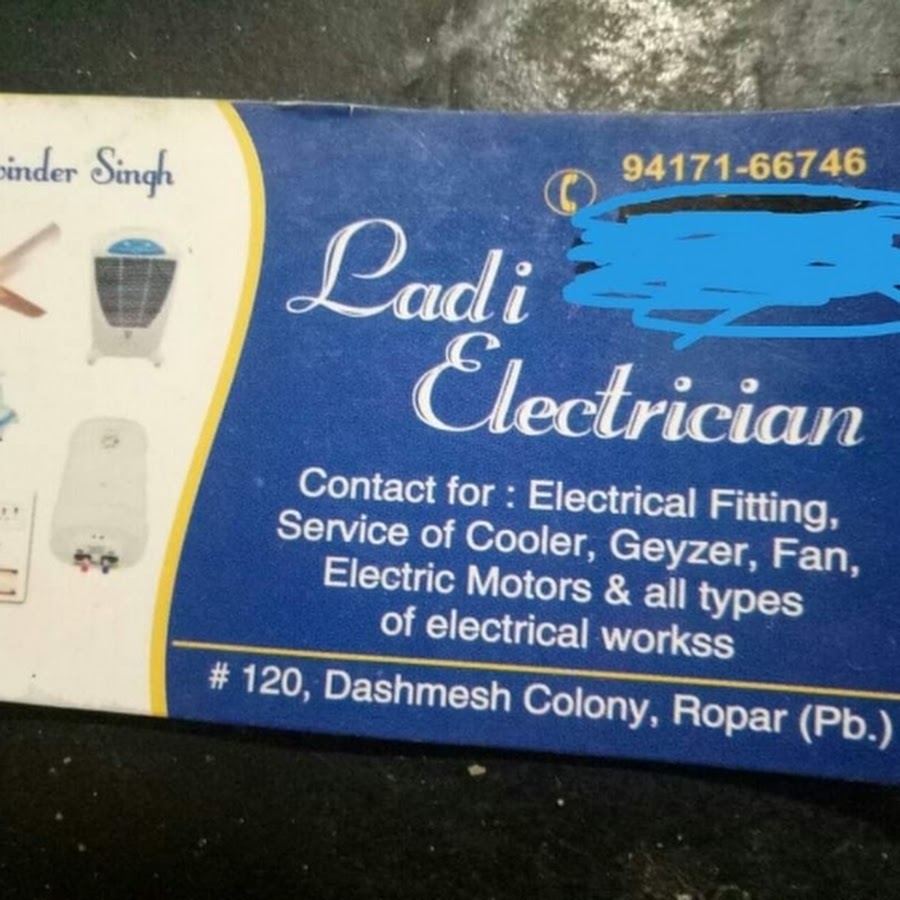 Singh
94171-66746
Ladi
Electrician
Contact for : Electrical Fitting,
Service of Cooler, Geyzer, Fan,
Electric Motors & all types
of electrical workss
# 120, Dashmesh Colony, Ropar (Pb.)